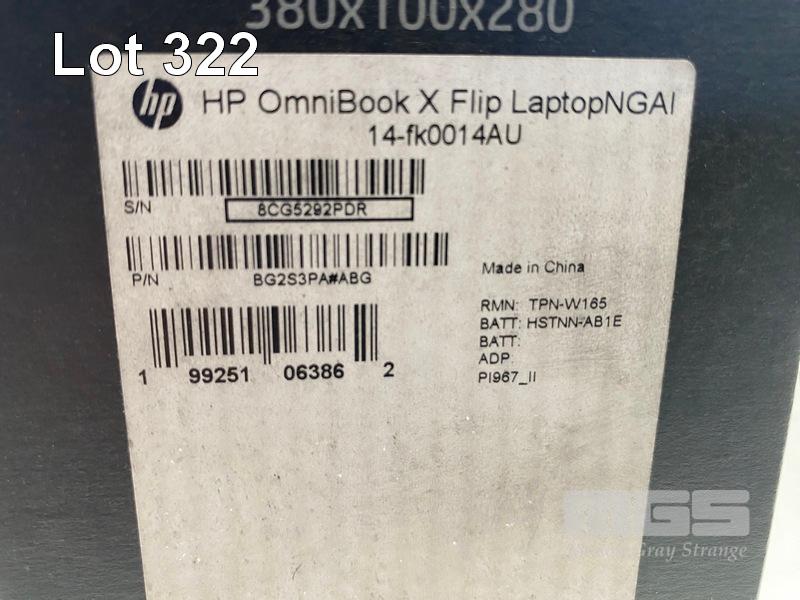 380x100x280
Lot 322
hp HP OmniBook X Flip LaptopNGAI
14-fk0014AU
S/N 8CG5292PDR
P/N BG2S3PA#ABG
Made in China
RMN: TPN-W165
BATT: HSTNN-AB1E
BATT:
ADP
PI967_II
1 99251 06386 2
Gray Strange